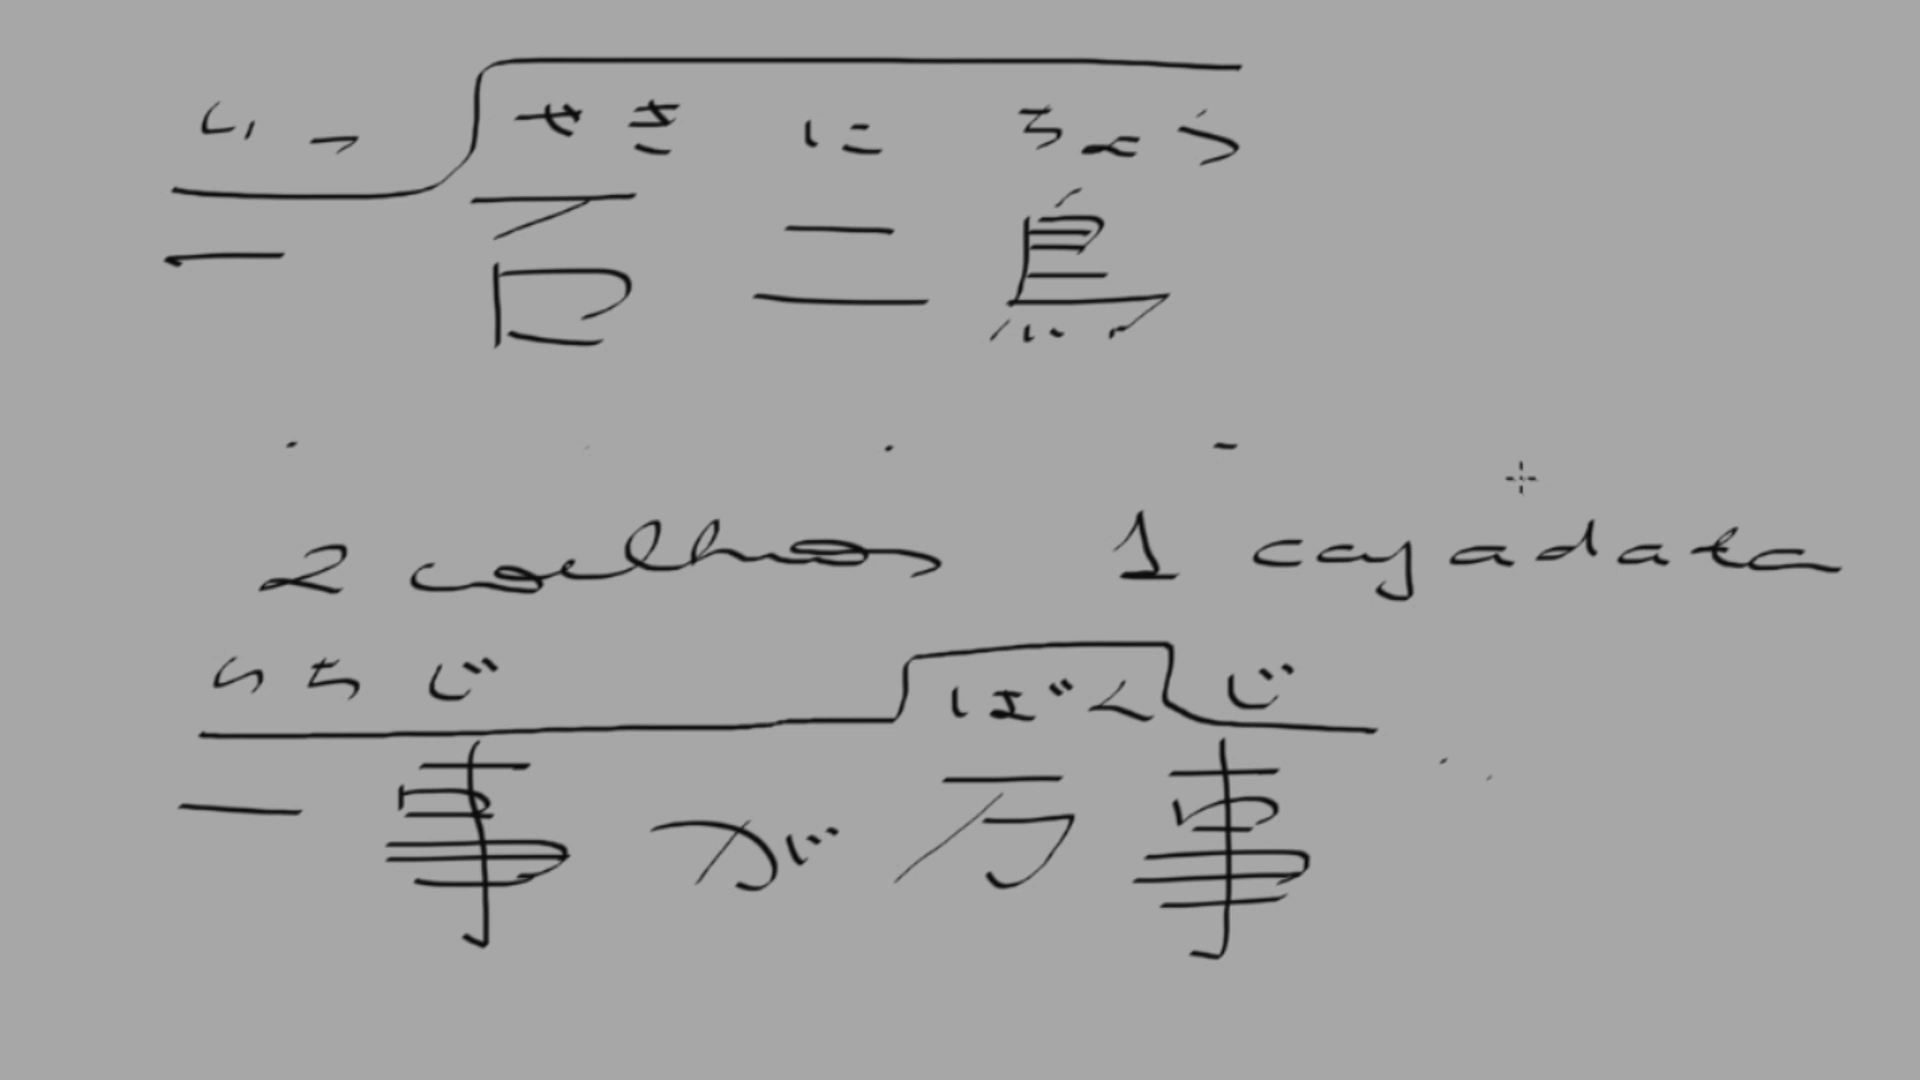 いっ せき に ちょう
一 石 二 鳥
2 coelhos 1 cajadada
いちじ ばんじ
一事が万事